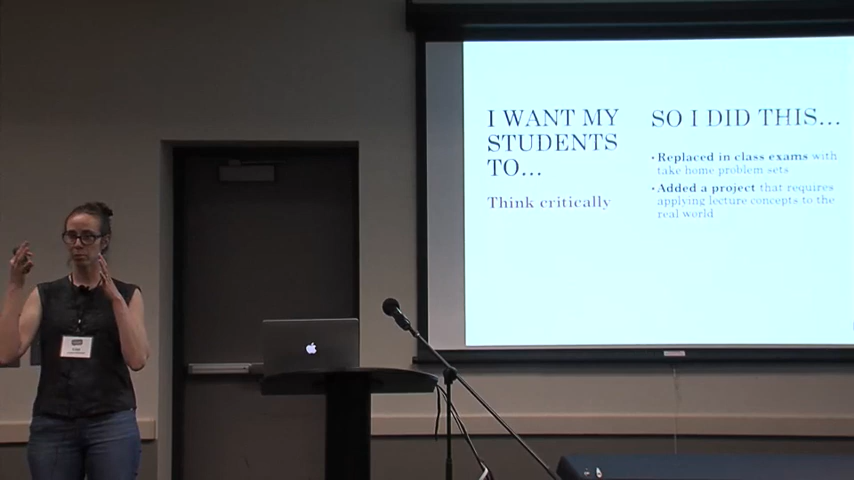 I WANT MY
STUDENTS
TO...
Think critically
SO I DID THIS...
• Replaced in class exams with
take home problem sets
• Added a project that requires
applying lecture concepts to the
real world